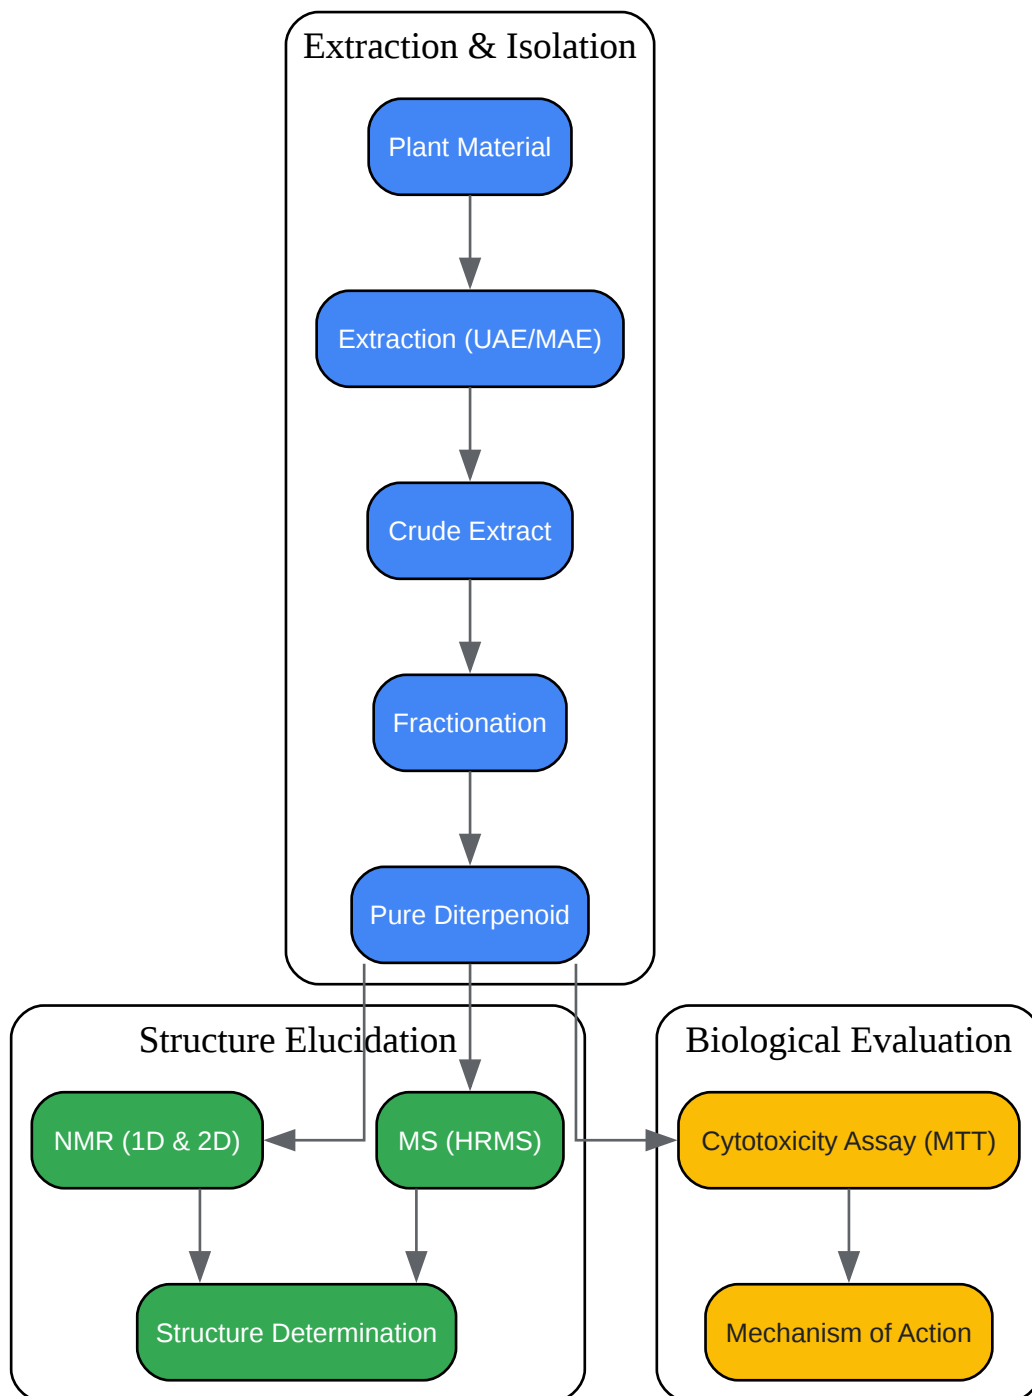 Extraction & Isolation
Plant Material
Extraction (UAE/MAE)
Crude Extract
Fractionation
Pure Diterpenoid
Structure Elucidation
NMR (1D & 2D)
MS (HRMS)
Structure Determination
Biological Evaluation
Cytotoxicity Assay (MTT)
Mechanism of Action